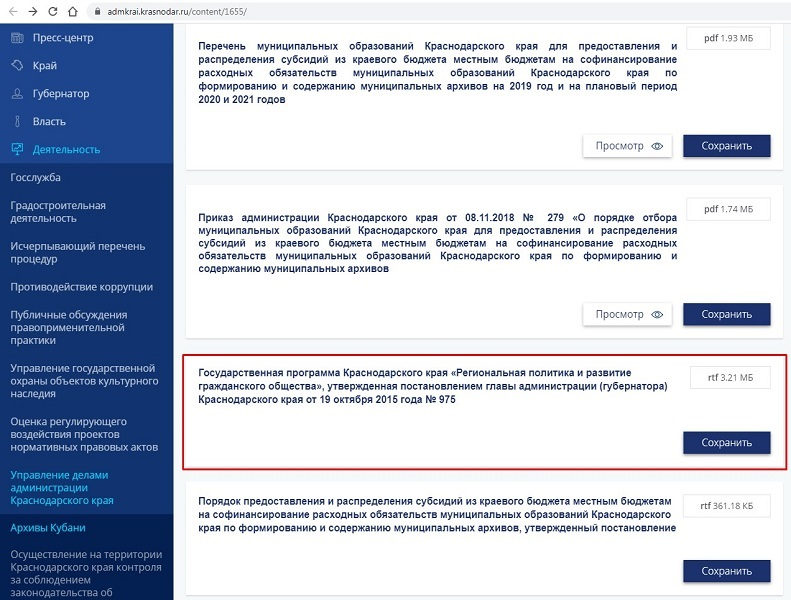 admkrai.krasnodar.ru/content/1655/
Пресс-центр
Край
Губернатор
Власть
Деятельность
Госслужба
Градостроительная
деятельность
Исчерпывающий перечень
процедур
Противодействие коррупции
Публичные обсуждения
правоприменительной
практики
Управление государственной
охраны объектов культурного
наследия
Оценка регулирующего
воздействия проектов
нормативных правовых актов
Управление делами
администрации
Краснодарского края
Архивы Кубани
Осуществление на территории
Краснодарского края контроля
за соблюдением
законодательства об
pdf 1.93 МБ
Перечень муниципальных образований Краснодарского края для предоставления и
распределения субсидий из краевого бюджета местным бюджетам на софинансирование
расходных обязательств муниципальных образований Краснодарского края по
формированию и содержанию муниципальных архивов на 2019 год и на плановый период
2020 и 2021 годов
Просмотр
Сохранить
pdf 1.74 МБ
Приказ администрации Краснодарского края от 08.11.2018 № 279 «О порядке отбора
муниципальных образований Краснодарского края для предоставления и распределения
субсидий из краевого бюджета местным бюджетам на софинансирование расходных
обязательств муниципальных образований Краснодарского края по формированию и
содержанию муниципальных архивов
Просмотр
Сохранить
Государственная программа Краснодарского края «Региональная политика и развитие
гражданского общества», утвержденная постановлением главы администрации (губернатора)
Краснодарского края от 19 октября 2015 года № 975
rtf 3.21 МБ
Сохранить
Порядок предоставления и распределения субсидий из краевого бюджета местным бюджетам
на софинансирование расходных обязательств муниципальных образований Краснодарского
края по формированию и содержанию муниципальных архивов, утвержденный постановление
rtf 361.18 КБ
Сохранить